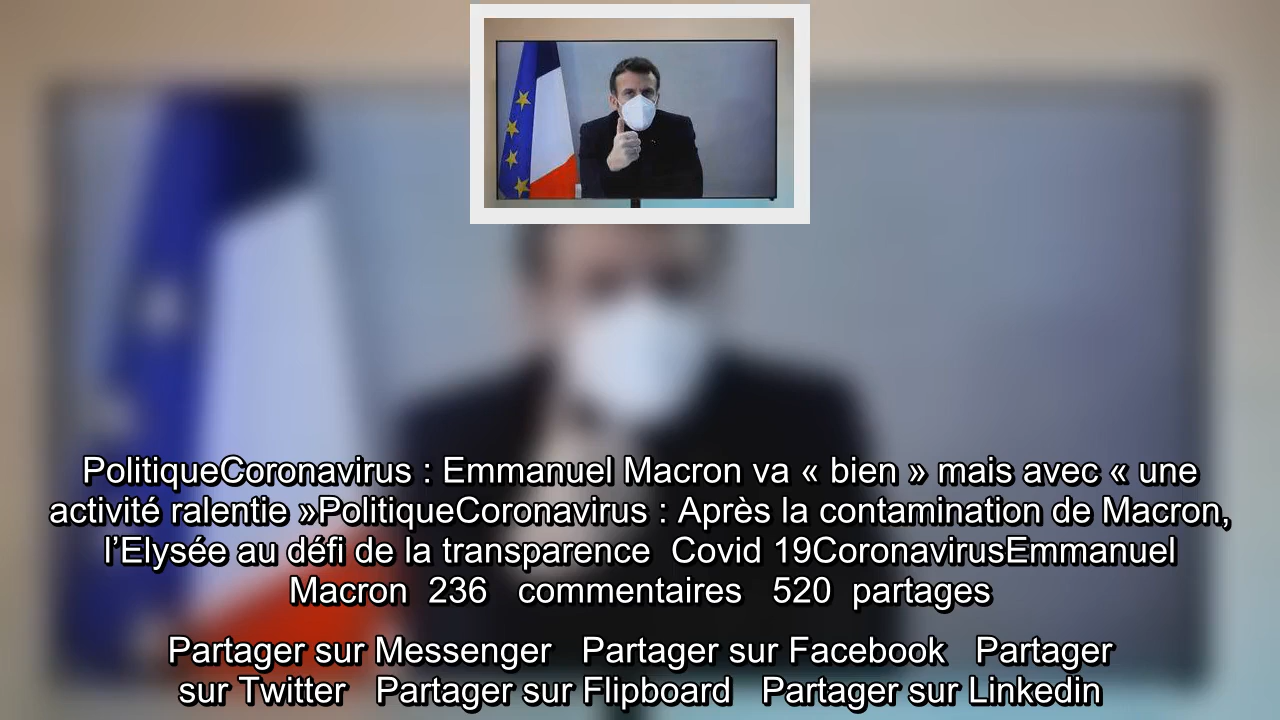 PolitiqueCoronavirus : Emmanuel Macron va « bien » mais avec « une
activité ralentie »PolitiqueCoronavirus : Après la contamination de Macron,
l’Elysée au défi de la transparence  Covid 19CoronavirusEmmanuel
Macron  236   commentaires   520  partages
Partager sur Messenger   Partager sur Facebook   Partager
sur Twitter   Partager sur Flipboard   Partager sur Linkedin